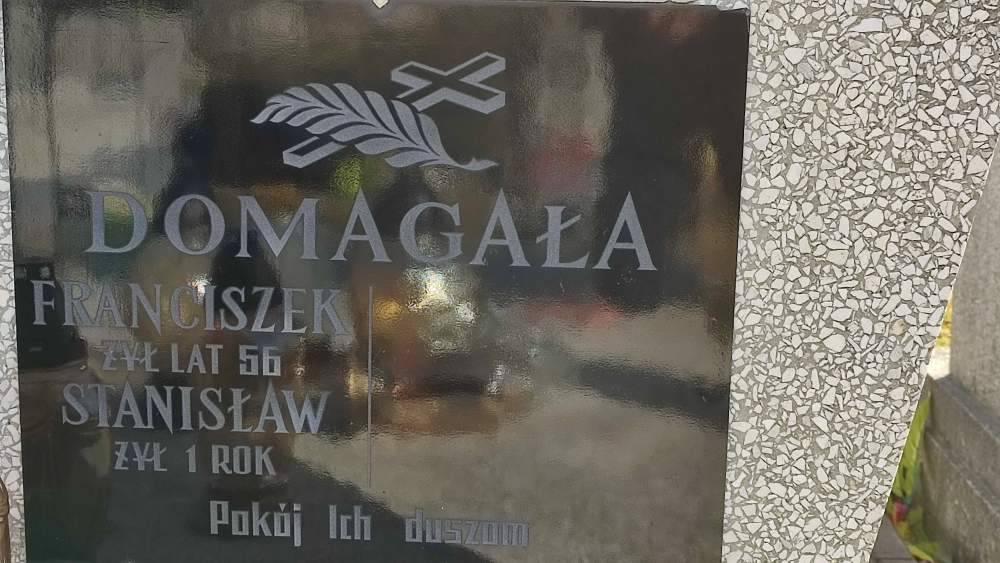 DOMAGAŁA
FRANCISZEK
ŻYŁ LAT 56
STANISŁAW
ŻYŁ 1 ROK
Pokój Ich duszom